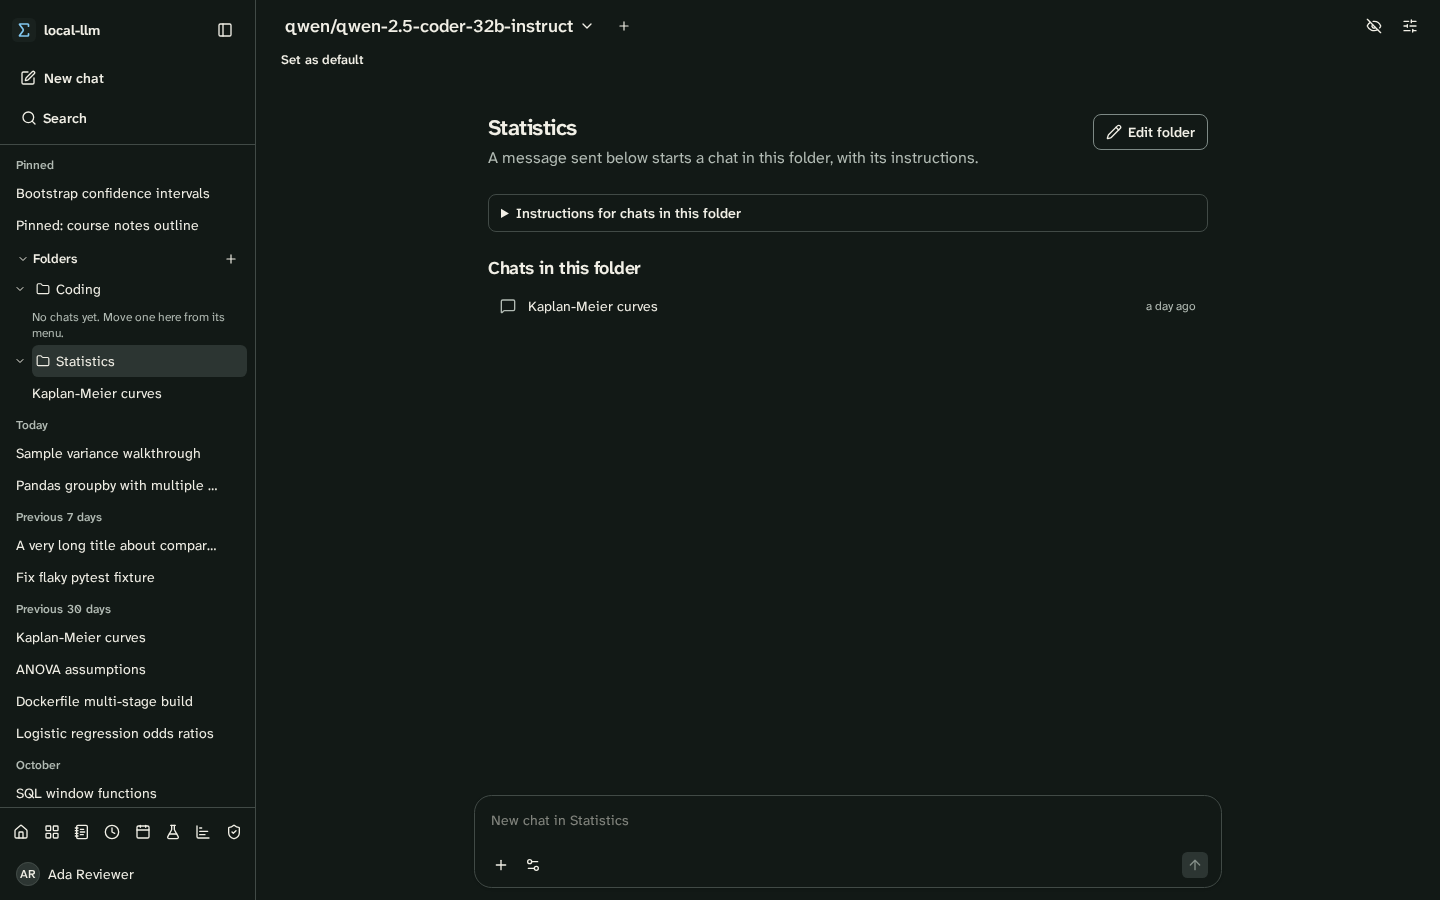 local-llm
New chat
Search
Pinned
Bootstrap confidence intervals
Pinned: course notes outline
Folders
Coding
No chats yet. Move one here from its
menu.
Statistics
Kaplan-Meier curves
Today
Sample variance walkthrough
Pandas groupby with multiple ...
Previous 7 days
A very long title about compar...
Fix flaky pytest fixture
Previous 30 days
Kaplan-Meier curves
ANOVA assumptions
Dockerfile multi-stage build
Logistic regression odds ratios
October
SQL window functions
AR
Ada Reviewer
qwen/qwen-2.5-coder-32b-instruct
Set as default
Statistics
Edit folder
A message sent below starts a chat in this folder, with its instructions.
Instructions for chats in this folder
Chats in this folder
Kaplan-Meier curves
a day ago
New chat in Statistics